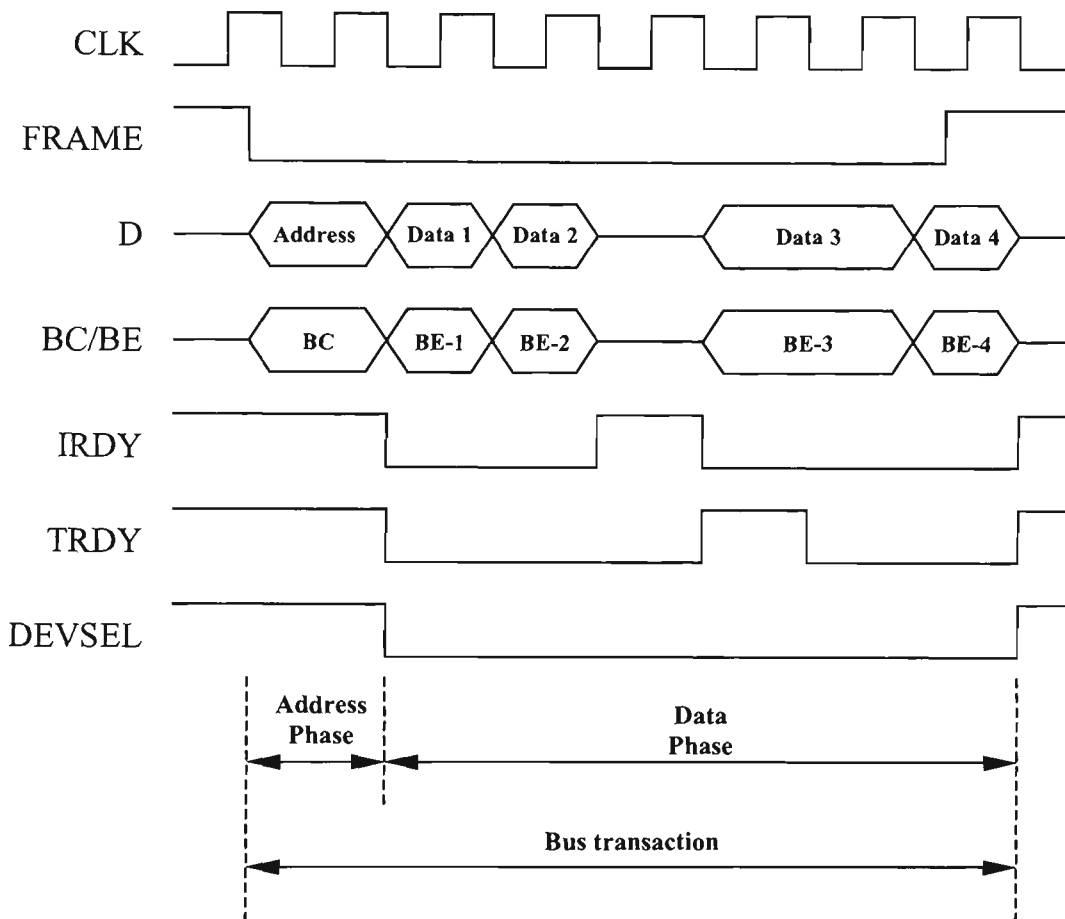 CLK
FRAME
D
Address
Data 1
Data 2
Data 3
Data 4
BC/BE
BC
BE-1
BE-2
BE-3
BE-4
IRDY
TRDY
DEVSEL
Address
Phase
Data
Phase
Bus transaction